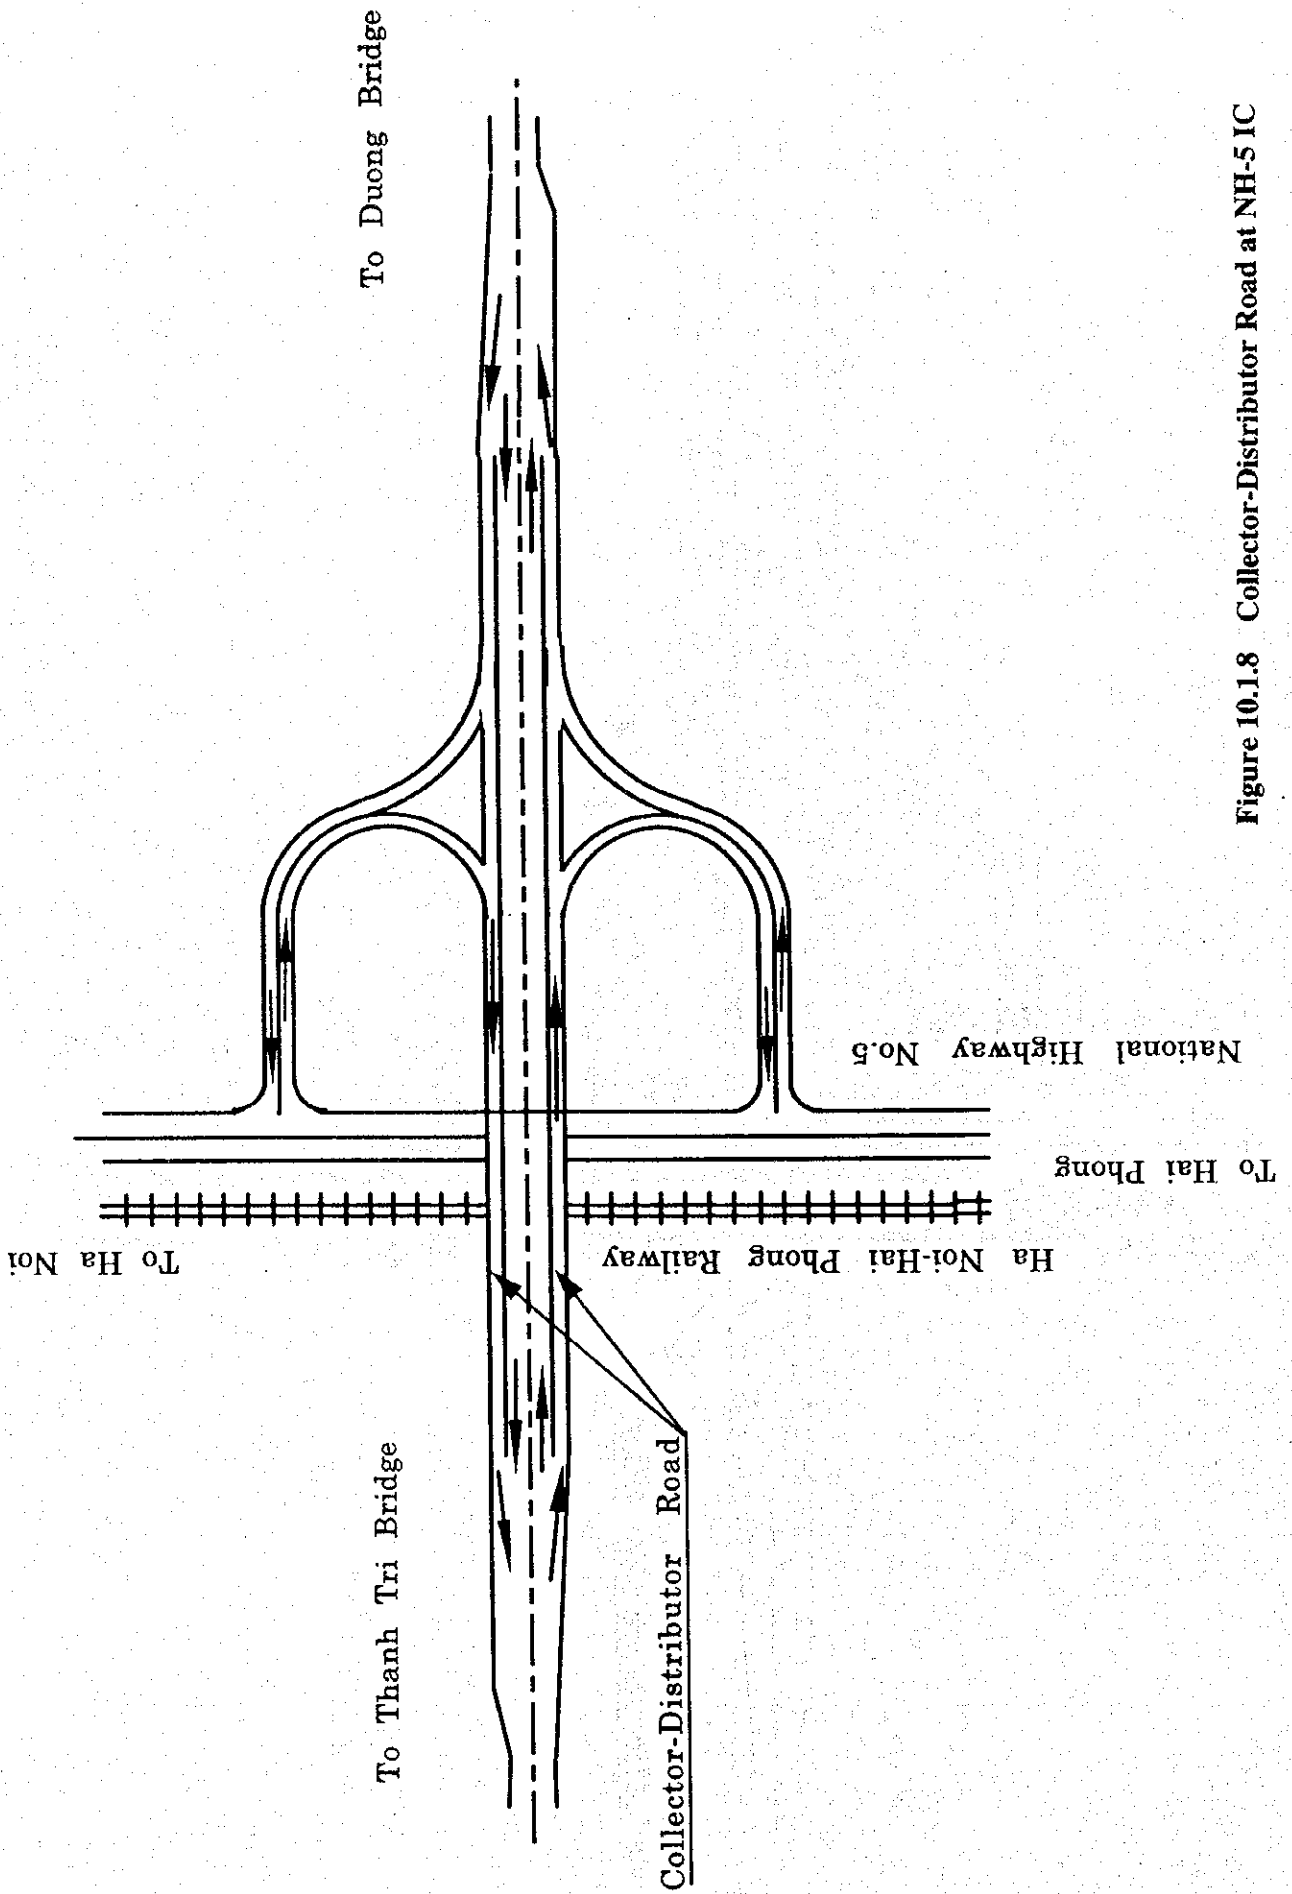 To Duong Bridge
National Highway No.5
To Hai Phong
To Ha Noi
Ha Noi-Hai Phong Railway
To Thanh Tri Bridge
Collector-Distributor Road
Figure 10.1.8 Collector-Distributor Road at NH-5 IC